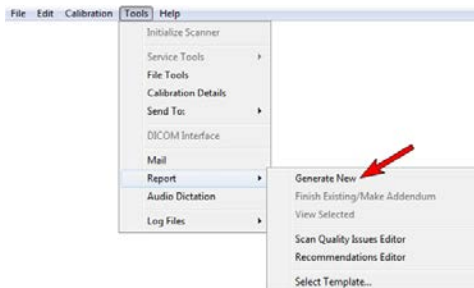 File Edit Calibration Tools Help
Initialize Scanner
Service Tools
File Tools
Calibration Details
Send To:
DICOM Interface
Mail
Report
Audio Dictation
Log Files
Generate New
Finish Existing/Make Addendum
View Selected
Scan Quality Issues Editor
Recommendations Editor
Select Template...